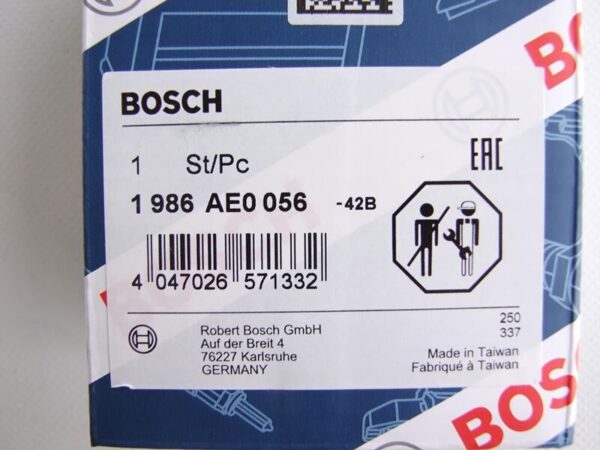 BOSCH
BOSCH
1 St/Pc
EAC
1 986 AE0 056 -42B
4 047026 571332
Robert Bosch GmbH
Auf der Breit 4
76227 Karlsruhe
GERMANY
250
337
Made in Taiwan
Fabriqué à Taiwan
BOSC